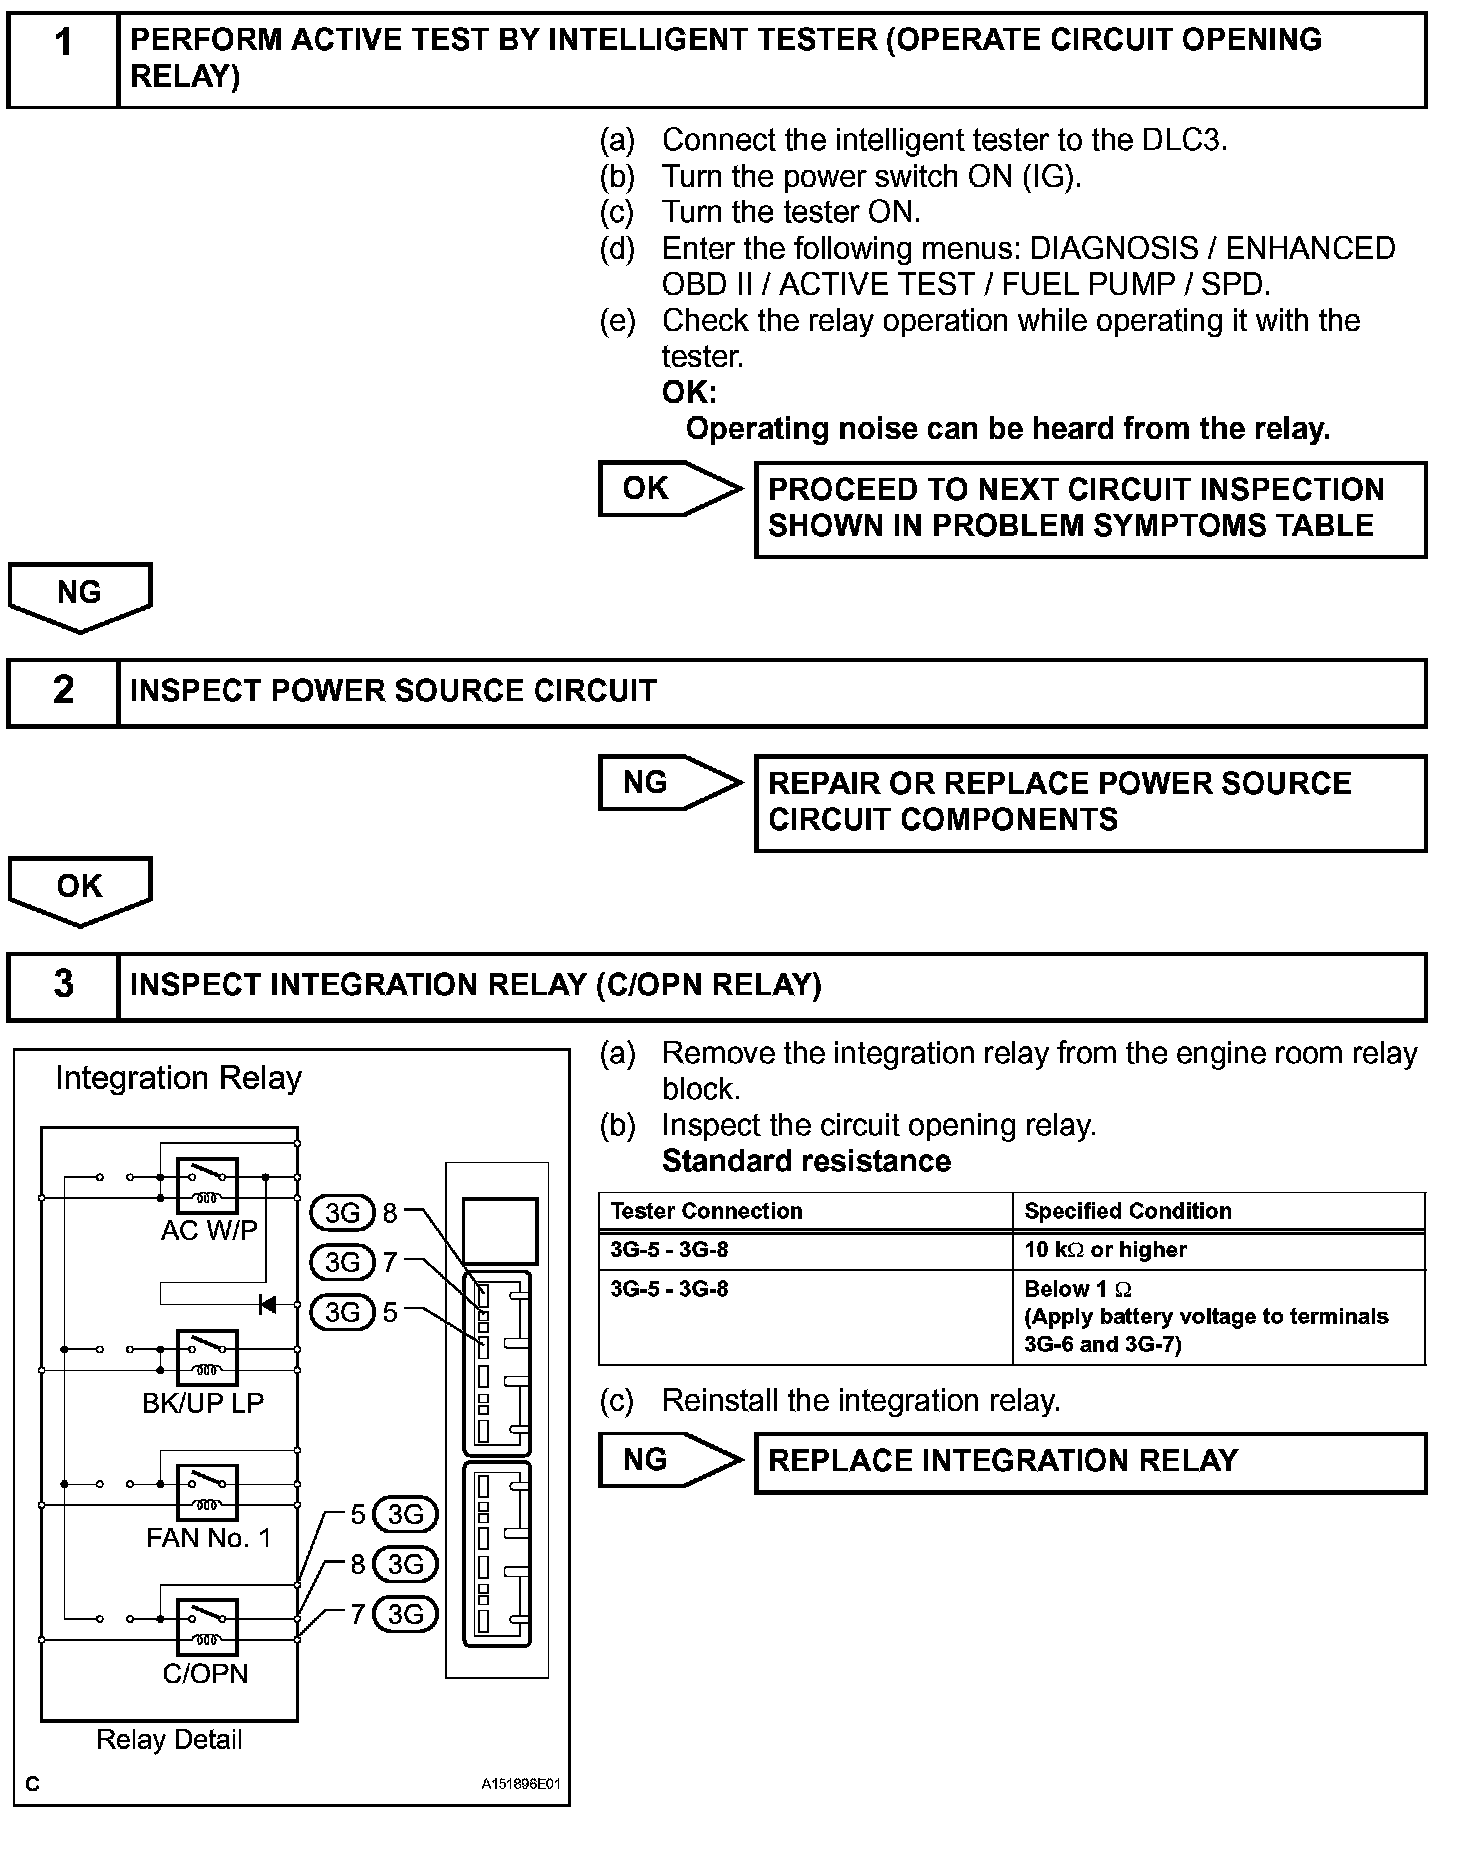 1
PERFORM ACTIVE TEST BY INTELLIGENT TESTER (OPERATE CIRCUIT OPENING
RELAY)
(a) Connect the intelligent tester to the DLC3.
(b) Turn the power switch ON (IG).
(c) Turn the tester ON.
(d) Enter the following menus: DIAGNOSIS / ENHANCED
OBD II / ACTIVE TEST / FUEL PUMP / SPD.
(e) Check the relay operation while operating it with the
tester.
OK:
Operating noise can be heard from the relay.
OK
PROCEED TO NEXT CIRCUIT INSPECTION
SHOWN IN PROBLEM SYMPTOMS TABLE
NG
2
INSPECT POWER SOURCE CIRCUIT
NG
REPAIR OR REPLACE POWER SOURCE
CIRCUIT COMPONENTS
OK
3
INSPECT INTEGRATION RELAY (C/OPN RELAY)
Integration Relay
AC W/P
3G 8
3G 7
3G 5
BK/UP LP
FAN No. 1
5 3G
8 3G
7 3G
C/OPN
Relay Detail
C
A151896E01
(a) Remove the integration relay from the engine room relay
block.
(b) Inspect the circuit opening relay.
Standard resistance
Tester Connection Specified Condition
3G-5 - 3G-8 10 kΩ or higher
3G-5 - 3G-8 Below 1 Ω
(Apply battery voltage to terminals
3G-6 and 3G-7)
(c) Reinstall the integration relay.
NG
REPLACE INTEGRATION RELAY